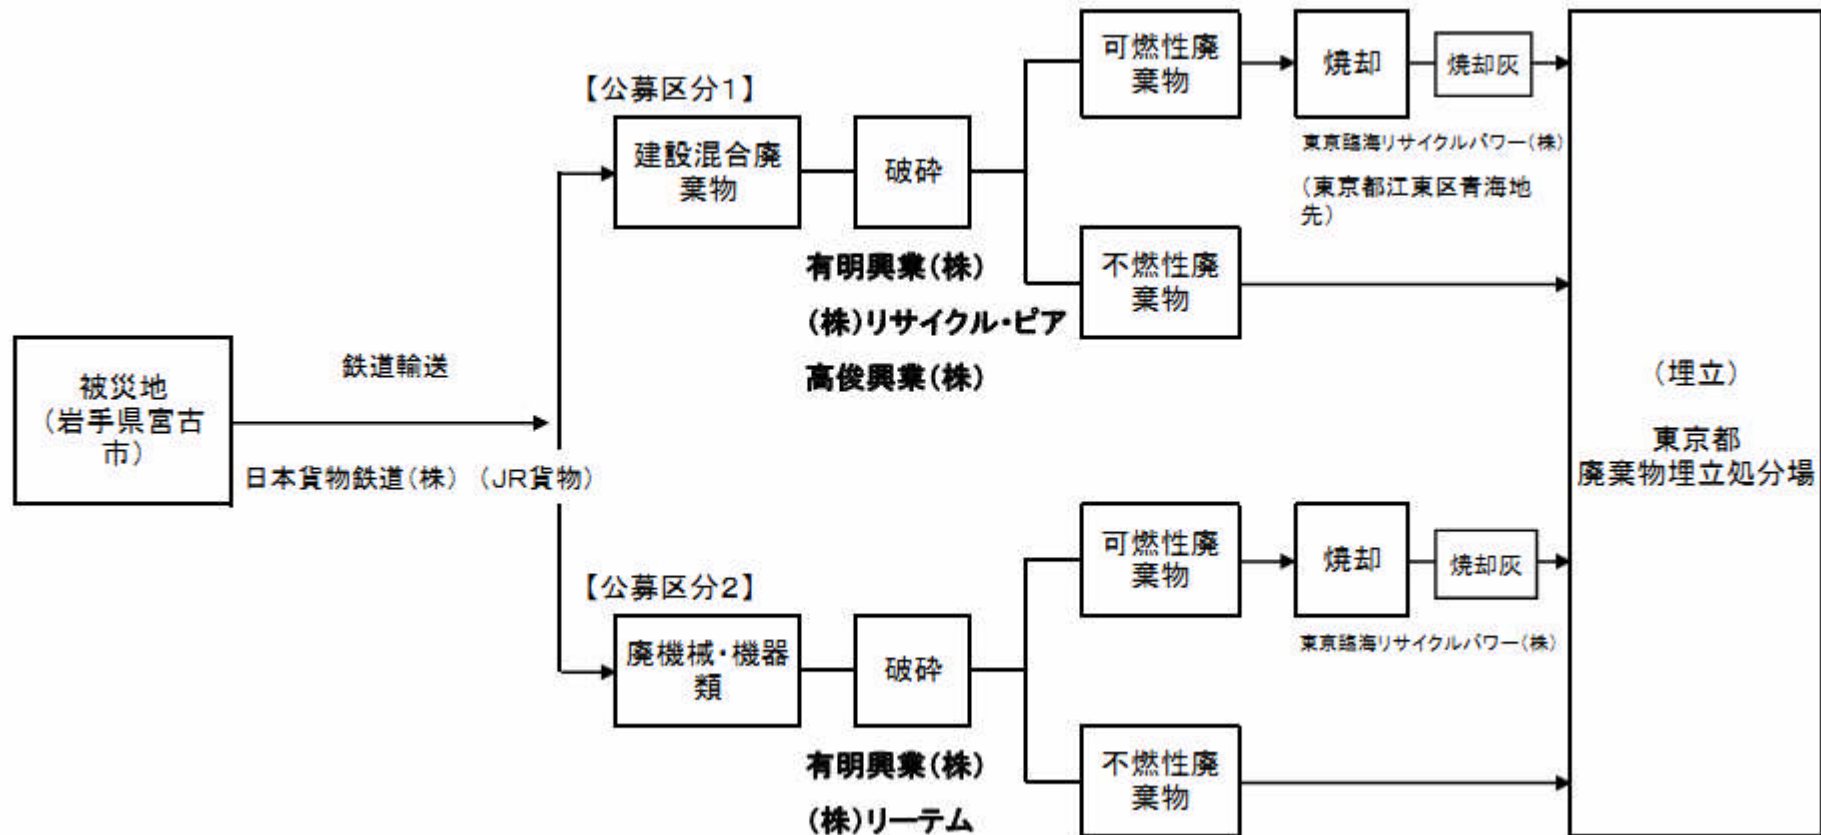 被災地
（岩手県宮古
市）
鉄道輸送
日本貨物鉄道(株)　（JR貨物）
【公募区分1】
建設混合廃
棄物
破砕
有明興業(株)
(株)リサイクル・ピア
高俊興業(株)
可燃性廃
棄物
焼却
焼却灰
東京臨海リサイクルパワー(株)
（東京都江東区青海地
先）
不燃性廃
棄物
【公募区分2】
廃機械・機器
類
破砕
有明興業(株)
(株)リーテム
可燃性廃
棄物
焼却
焼却灰
東京臨海リサイクルパワー(株)
不燃性廃
棄物
（埋立）
東京都
廃棄物埋立処分場